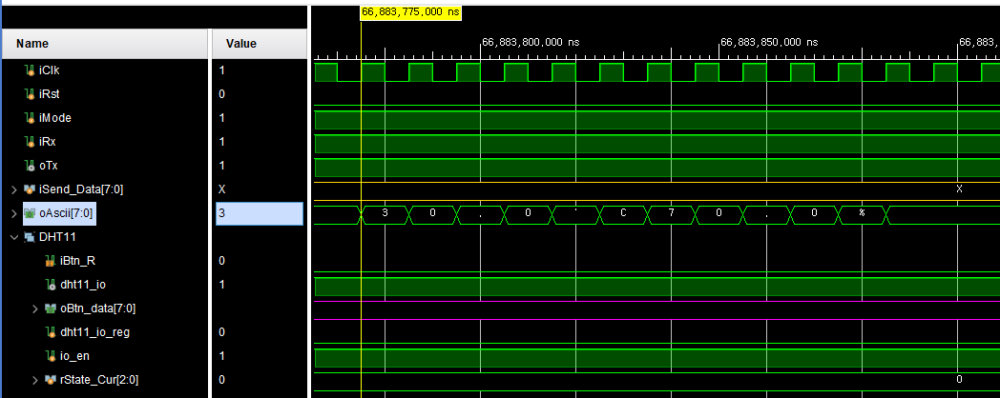 66,883,775,000 ns
Name
Value
66,883,800,000 ns
66,883,850,000 ns
66,883,
iClk
1
iRst
0
iMode
1
iRx
1
oTx
1
iSend_Data[7:0]
X
X
oAscii[7:0]
3
3 0 . 0 ' C 7 0 . 0 %
DHT11
iBtn_R
0
dht11_io
1
oBtn_data[7:0]
dht11_io_reg
0
io_en
1
rState_Cur[2:0]
0
0